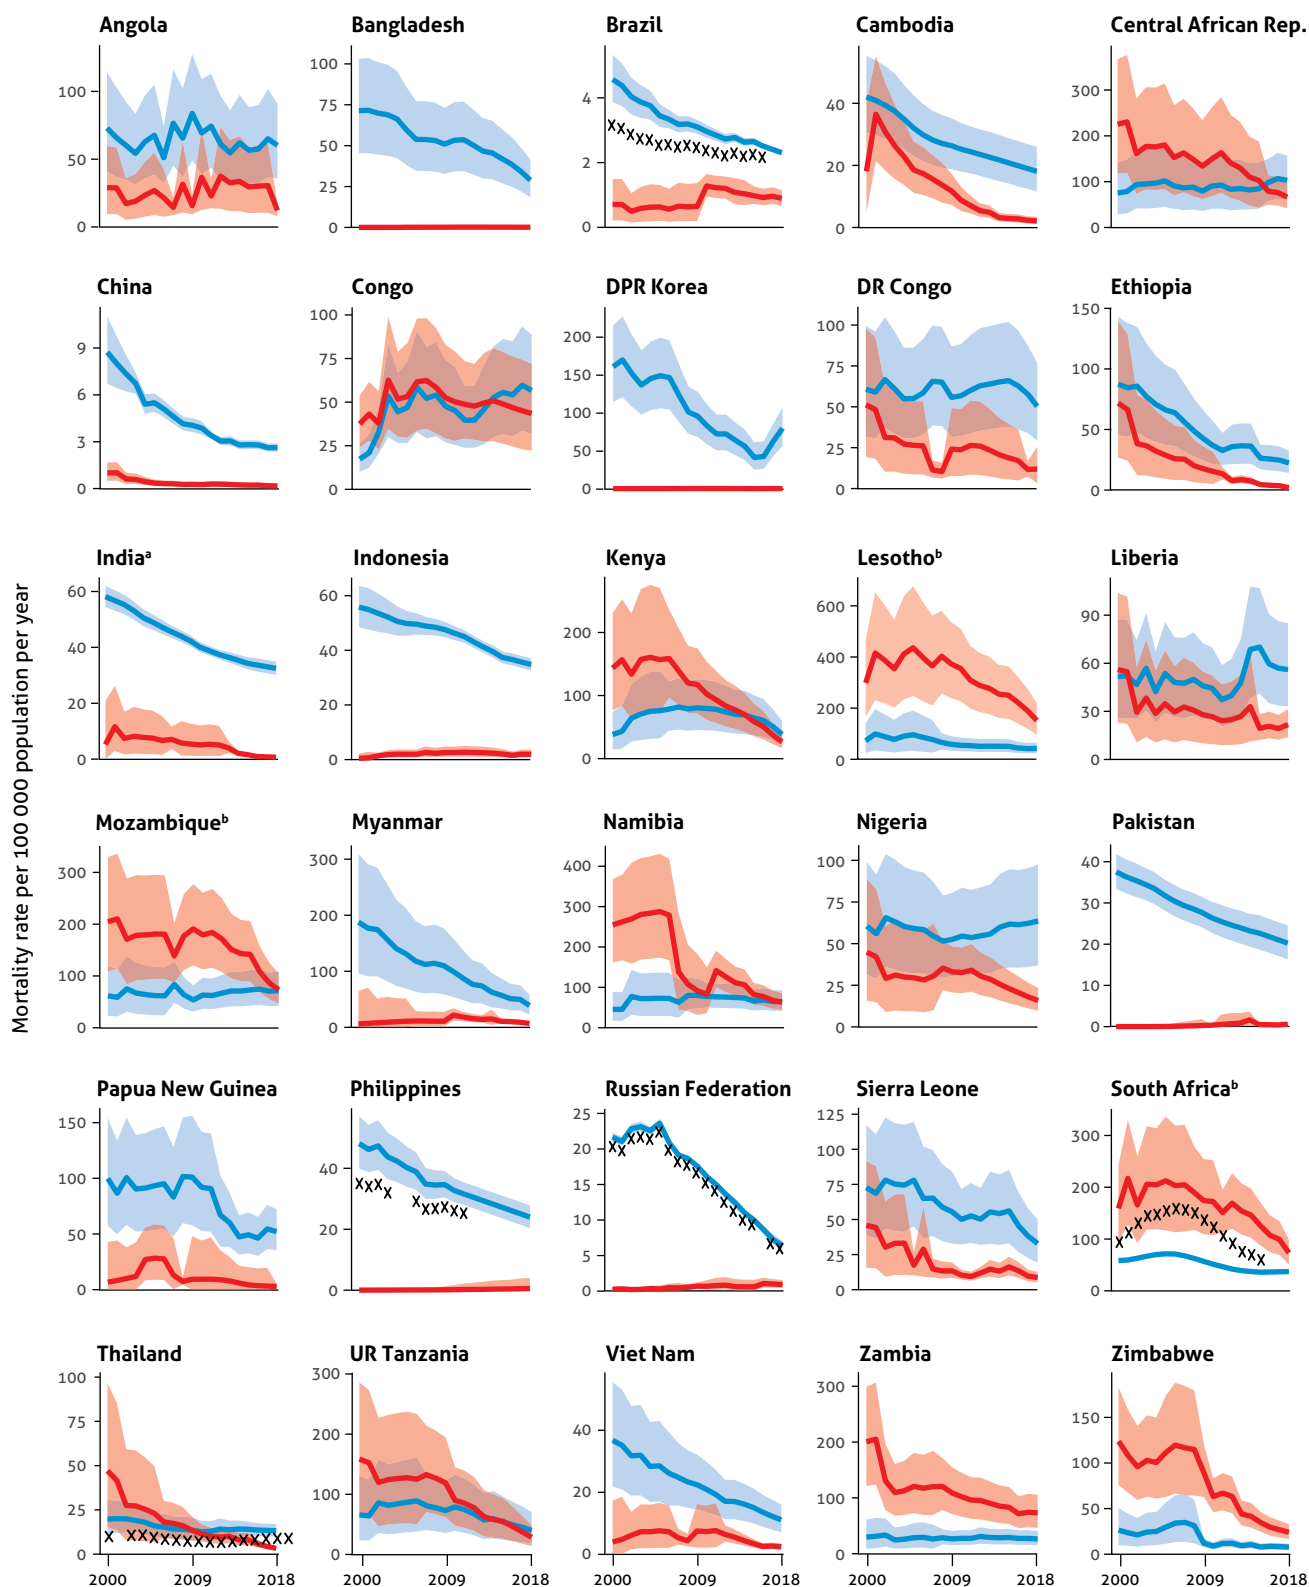 Angola Bangladesh Brazil Cambodia Central African Rep.
100 50 0
100 75 50 25 0
4 2 0
40 20 0
300 200 100 0
China Congo DPR Korea DR Congo Ethiopia
9 6 3 0
100 75 50 25 0
200 150 100 50 0
100 75 50 25 0
150 100 50 0
Mortality rate per 100 000 population per year
Indiaᵃ Indonesia Kenya Lesothoᵇ Liberia
60 40 20 0
60 40 20 0
200 100 0
600 400 200 0
90 60 30 0
Mozambiqueᵇ Myanmar Namibia Nigeria Pakistan
300 200 100 0
300 200 100 0
400 300 200 100 0
100 75 50 25 0
40 30 20 10 0
Papua New Guinea Philippines Russian Federation Sierra Leone South Africaᵇ
150 100 50 0
40 20 0
25 20 15 10 5 0
125 100 75 50 25 0
300 200 100 0
Thailand UR Tanzania Viet Nam Zambia Zimbabwe
100 75 50 25 0
300 200 100 0
40 20 0
300 200 100 0
150 100 50 0
2000 2009 2018 2000 2009 2018 2000 2009 2018 2000 2009 2018 2000 2009 2018